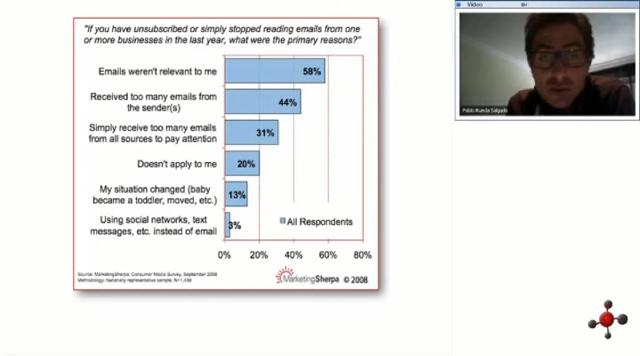 "If you have unsubscribed or simply stopped reading emails from one
or more businesses in the last year, what were the primary reasons?"
Emails weren't relevant to me
58%
Received too many emails from
the sender(s)
44%
Simply receive too many emails
from all sources to pay attention
31%
Doesn't apply to me
20%
My situation changed (baby
became a toddler, moved, etc.)
13%
Using social networks, text
messages, etc. instead of email
3%
All Respondents
0% 20% 40% 60% 80%
Source: MarketingSherpa, Consumer Media Survey, September 2008
Methodology: Nationally representative sample,
MarketingSherpa © 2008
Video
Pablo Rueda Salgado